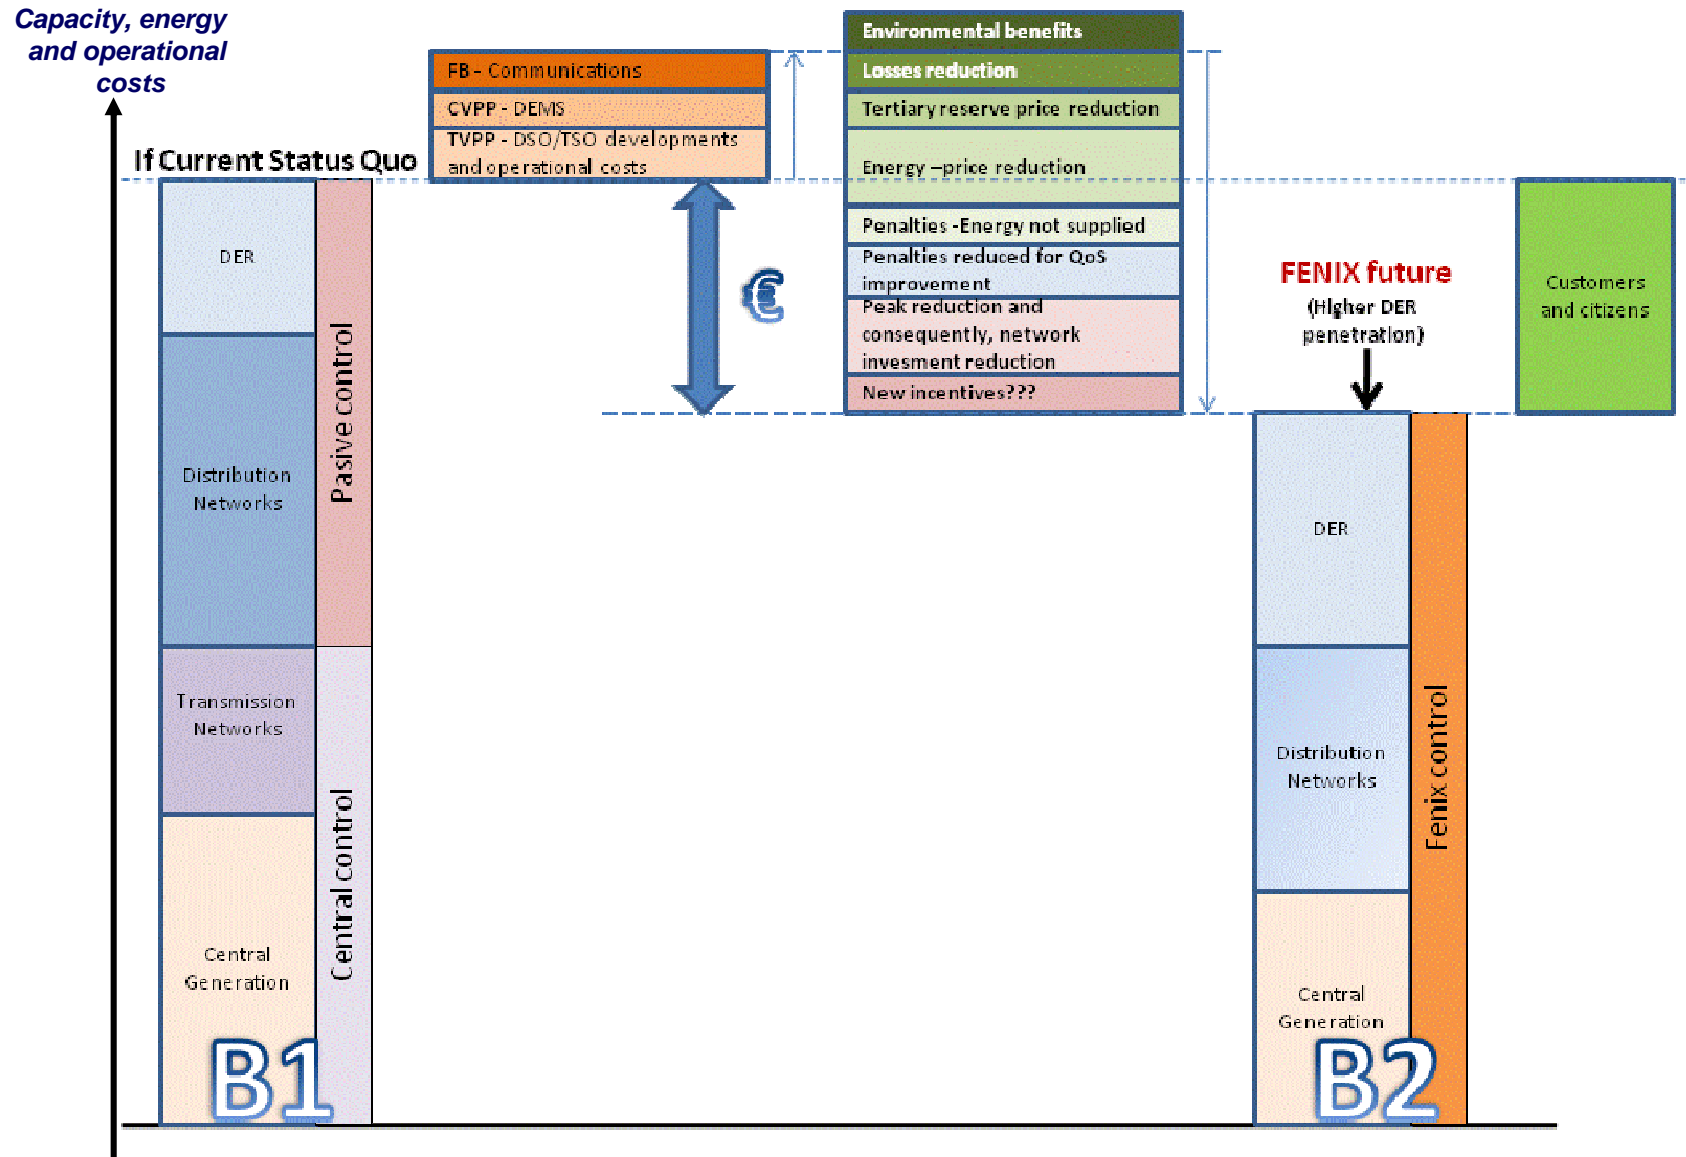 Capacity, energy
and operational
costs
If Current Status Quo
DER
Distribution
Networks
Transmission
Networks
Central
Generation
Pasive control
Central control
B1
FB - Communications
CVPP - DEMS
TVPP - DSO/TSO developments
and operational costs
€
Environmental benefits
Losses reduction
Tertiary reserve price reduction
Energy –price reduction
Penalties -Energy not supplied
Penalties reduced for QoS
improvement
Peak reduction and
consequently, network
invesment reduction
New incentives???
FENIX future
(Higher DER
penetration)
DER
Distribution
Networks
Central
Generation
Fenix control
B2
Customers
and citizens